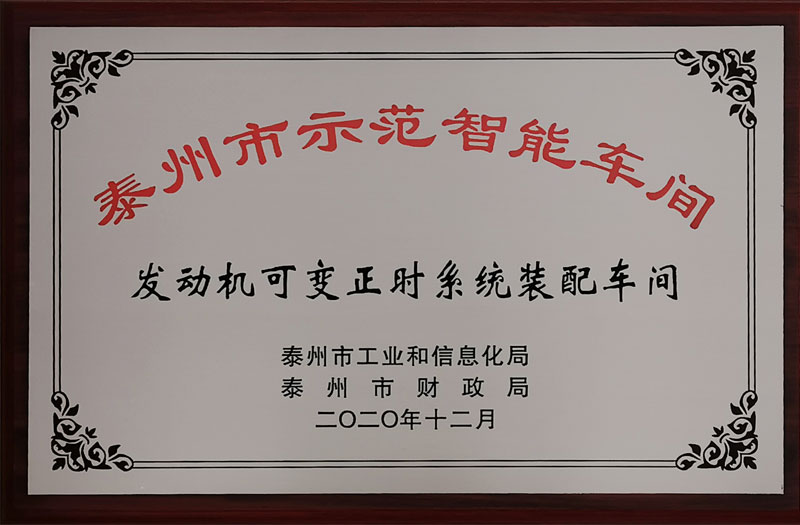 泰州市示范智能车间
发动机可变正时系统装配车间
泰州市工业和信息化局
泰州市财政局
二〇二〇年十二月